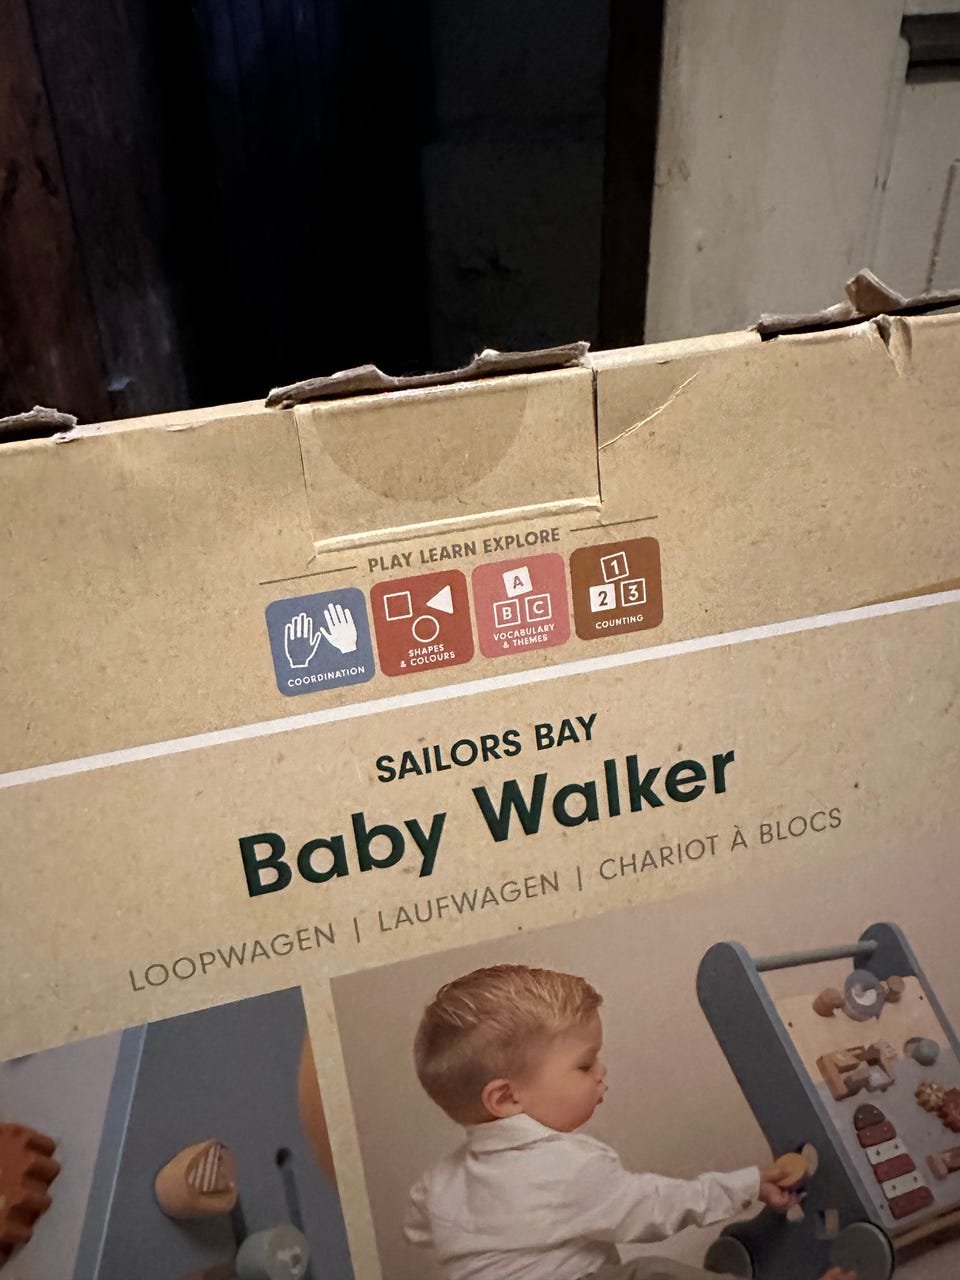 PLAY LEARN EXPLORE
COORDINATION
SHAPES
& COLOURS
A
B C
VOCABULARY
& THEMES
1
2 3
COUNTING
SAILORS BAY
Baby Walker
LOOPWAGEN | LAUFWAGEN | CHARIOT À BLOCS